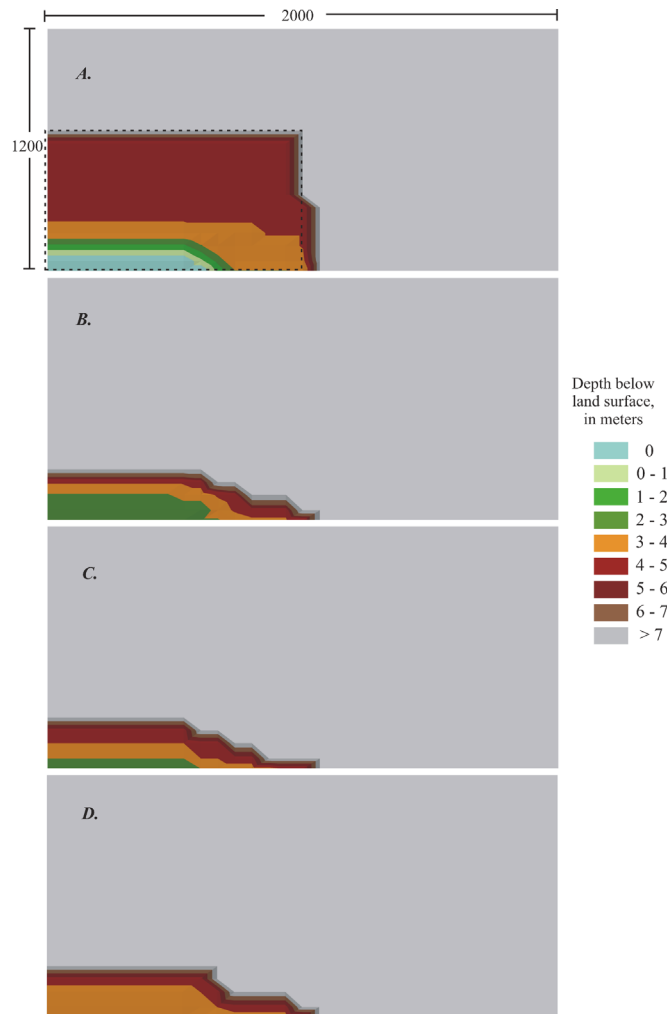 2000
A.
1200
B.
Depth below
land surface,
in meters
0
0 - 1
1 - 2
2 - 3
3 - 4
4 - 5
5 - 6
6 - 7
> 7
C.
D.